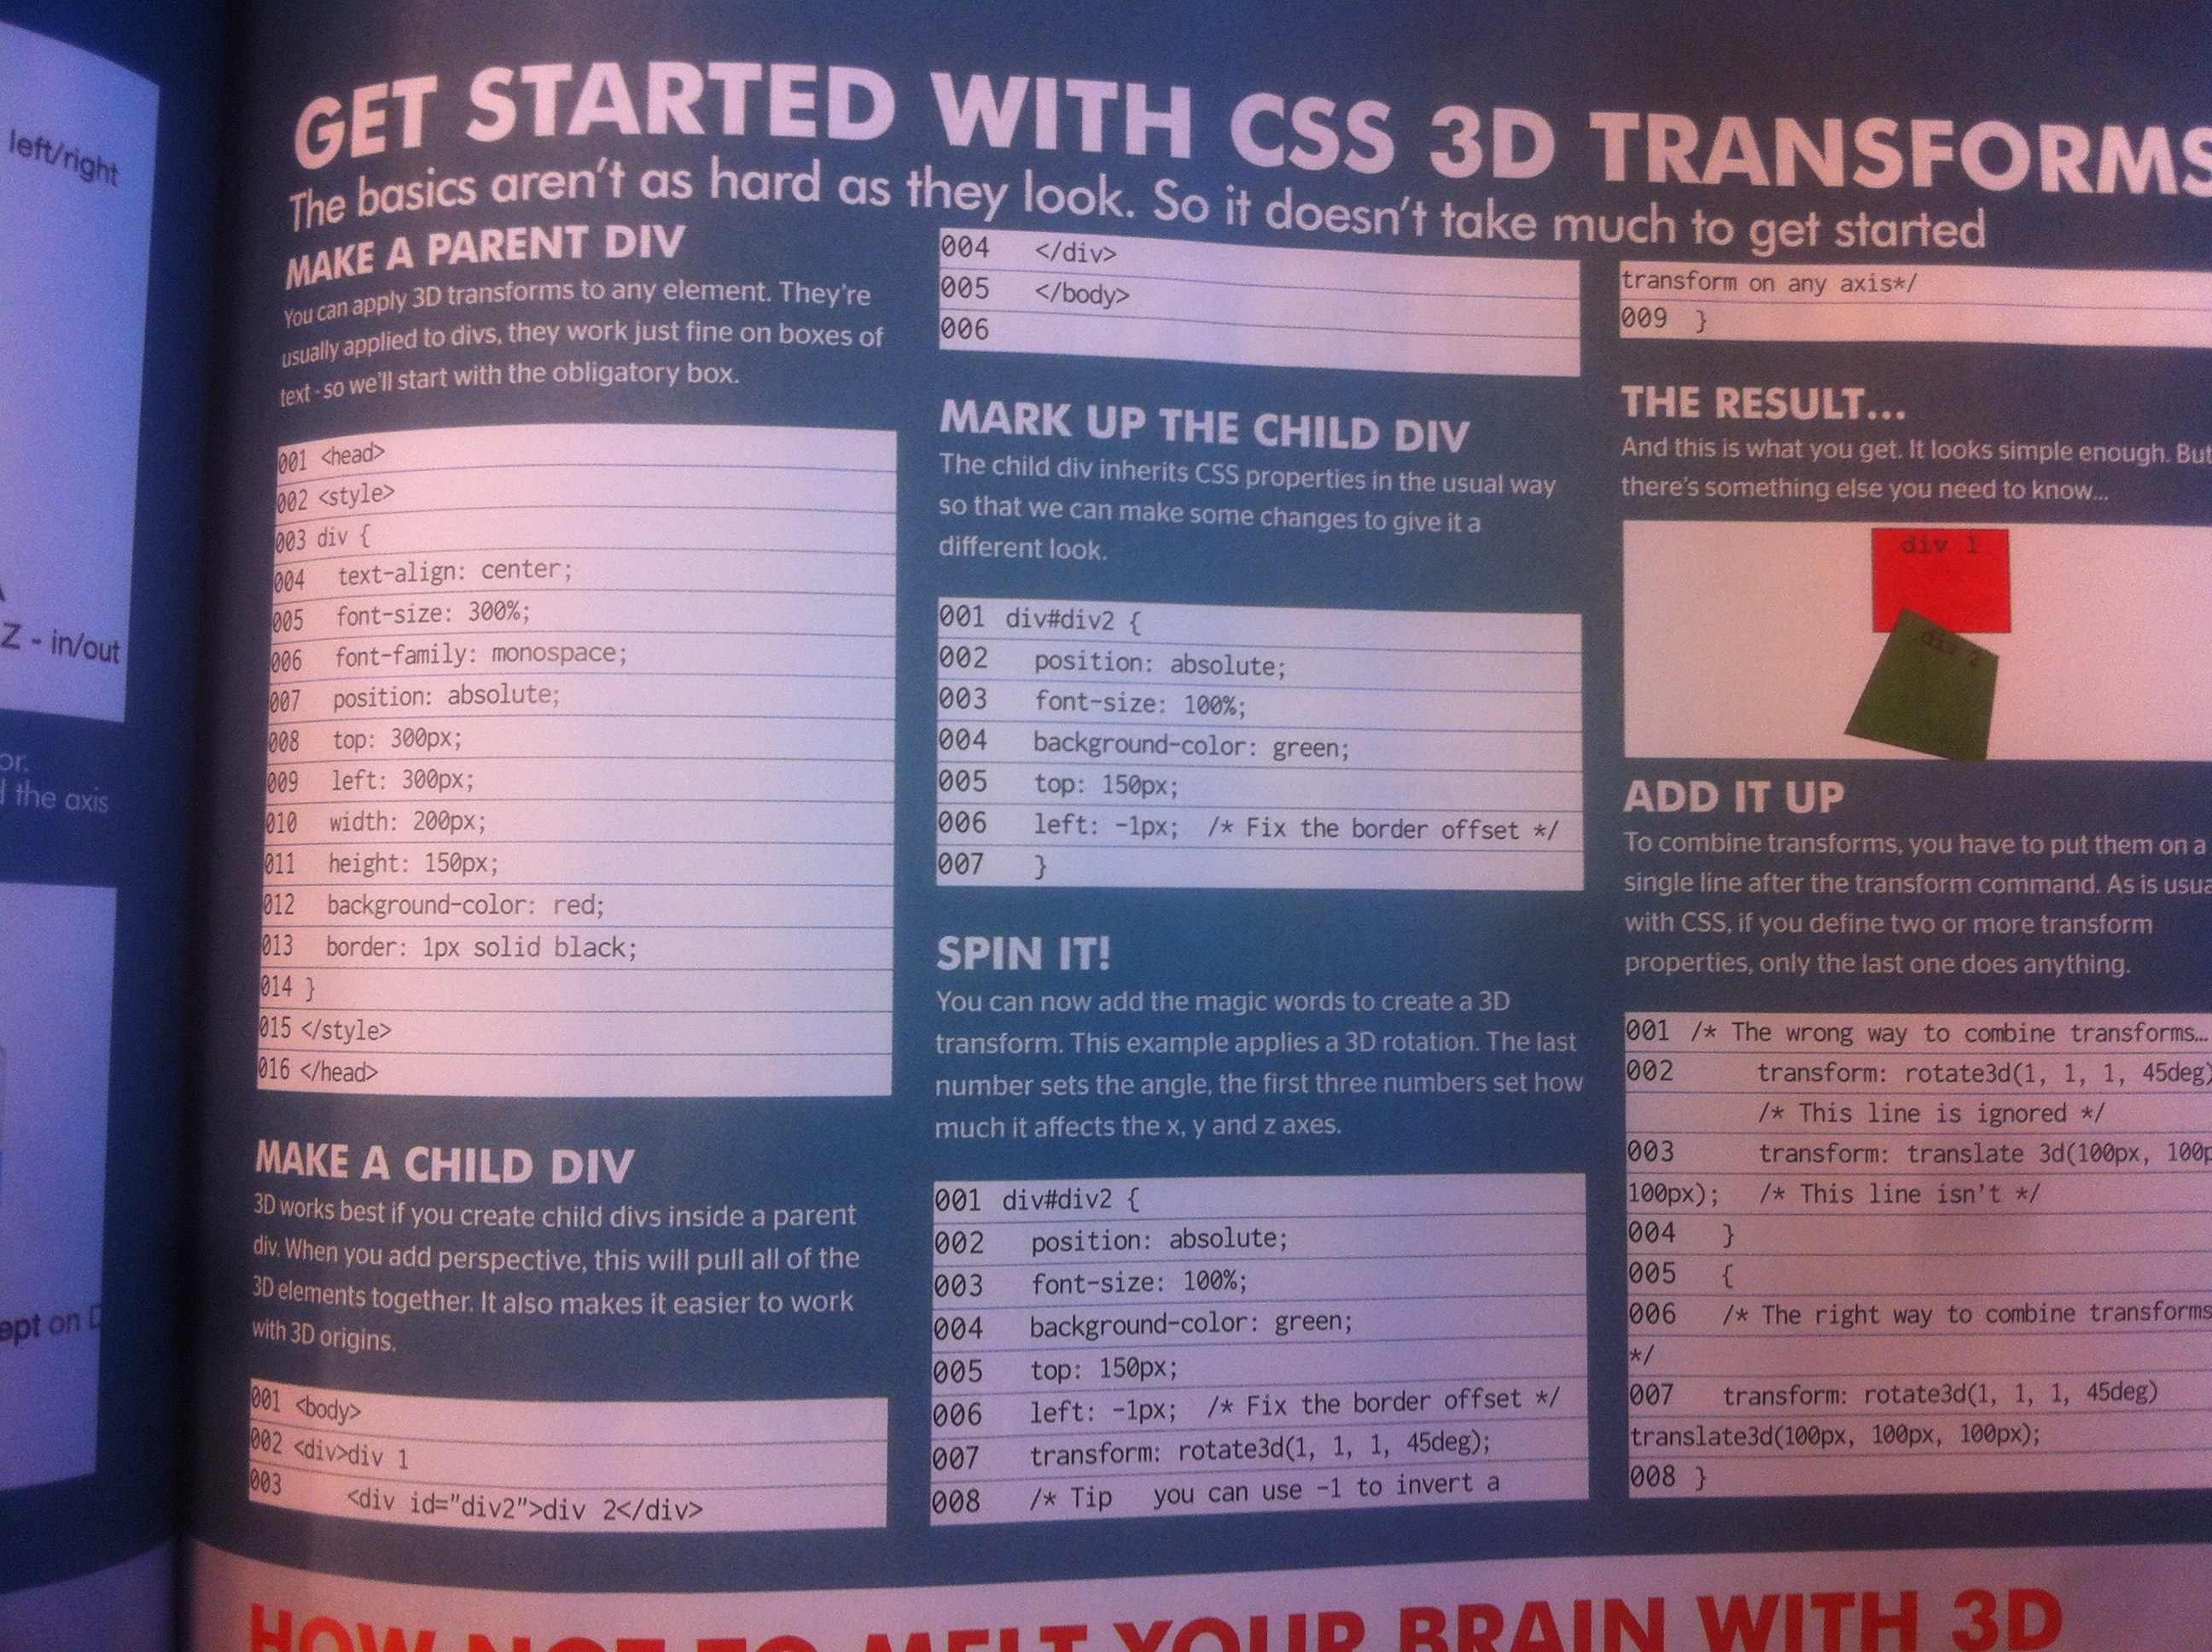 left/right
Z - in/out
or.
the axis
ept on
GET STARTED WITH CSS 3D TRANSFORMS
The basics aren't as hard as they look. So it doesn't take much to get started
MAKE A PARENT DIV
You can apply 3D transforms to any element. They're
usually applied to divs, they work just fine on boxes of
text - so we'll start with the obligatory box.
001 <head>
002 <style>
003 div {
004 text-align: center;
005 font-size: 300%;
006 font-family: monospace;
007 position: absolute;
008 top: 300px;
009 left: 300px;
010 width: 200px;
011 height: 150px;
012 background-color: red;
013 border: 1px solid black;
014 }
015 </style>
016 </head>
MAKE A CHILD DIV
3D works best if you create child divs inside a parent
div. When you add perspective, this will pull all of the
3D elements together. It also makes it easier to work
with 3D origins.
001 <body>
002 <div>div 1
003 <div id="div2">div 2</div>
004 </div>
005 </body>
006
MARK UP THE CHILD DIV
The child div inherits CSS properties in the usual way
so that we can make some changes to give it a
different look.
001 div#div2 {
002 position: absolute;
003 font-size: 100%;
004 background-color: green;
005 top: 150px;
006 left: -1px; /* Fix the border offset */
007 }
SPIN IT!
You can now add the magic words to create a 3D
transform. This example applies a 3D rotation. The last
number sets the angle, the first three numbers set how
much it affects the x, y and z axes.
001 div#div2 {
002 position: absolute;
003 font-size: 100%;
004 background-color: green;
005 top: 150px;
006 left: -1px; /* Fix the border offset */
007 transform: rotate3d(1, 1, 1, 45deg);
008 /* Tip you can use -1 to invert a
transform on any axis*/
009 }
THE RESULT...
And this is what you get. It looks simple enough. But
there's something else you need to know...
div 1
div 2
ADD IT UP
To combine transforms, you have to put them on a
single line after the transform command. As is usua
with CSS, if you define two or more transform
properties, only the last one does anything.
001 /* The wrong way to combine transforms...
002 transform: rotate3d(1, 1, 1, 45deg)
/* This line is ignored */
003 transform: translate 3d(100px, 100p
100px); /* This line isn't */
004 }
005 {
006 /* The right way to combine transforms
*/
007 transform: rotate3d(1, 1, 1, 45deg)
translate3d(100px, 100px, 100px);
008 }
HOW NOT TO MELT YOUR BRAIN WITH 3D